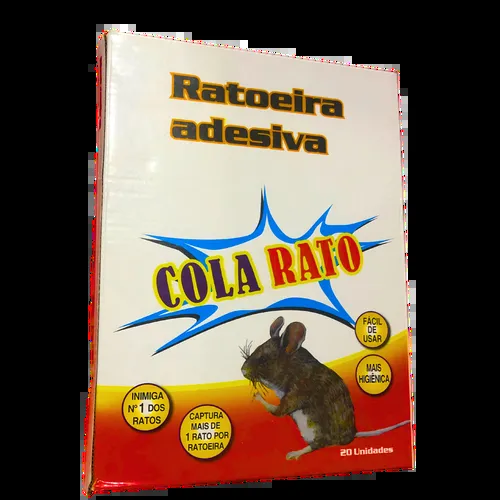 Ratoeira
adesiva
COLA RATO
FÁCIL
DE
USAR
MAIS
HIGIÊNICA
INIMIGA
Nº 1 DOS
RATOS
CAPTURA
MAIS DE
1 RATO POR
RATOEIRA
20 Unidades